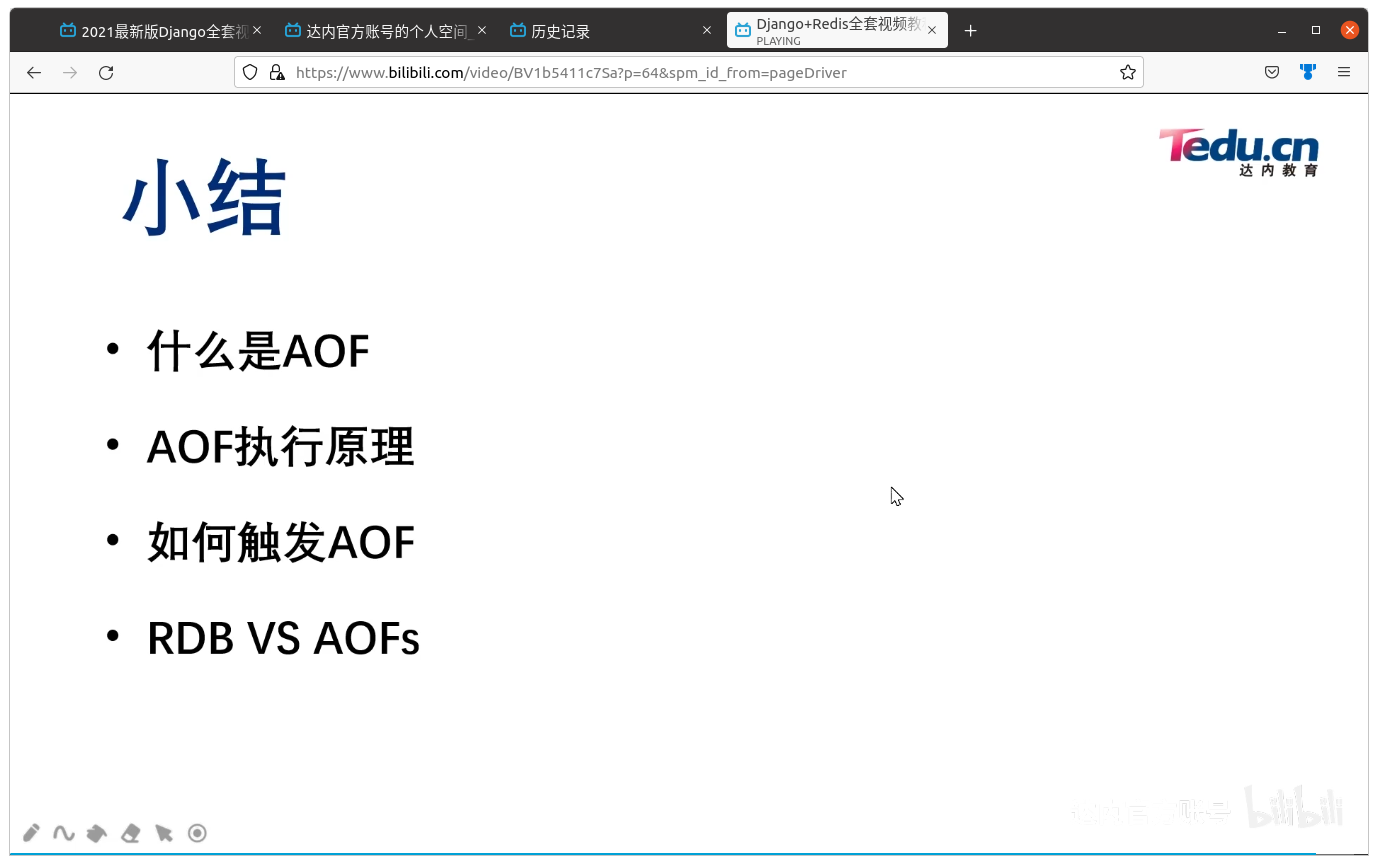 2021最新版Django全套视
达内官方账号的个人空间_
历史记录
Django+Redis全套视频教
PLAYING
https://www.bilibili.com/video/BV1b5411c7Sa?p=64&spm_id_from=pageDriver
Tedu.cn
达内教育
小结
• 什么是AOF
• AOF执行原理
• 如何触发AOF
• RDB VS AOFs
达内官方账号 bilibili